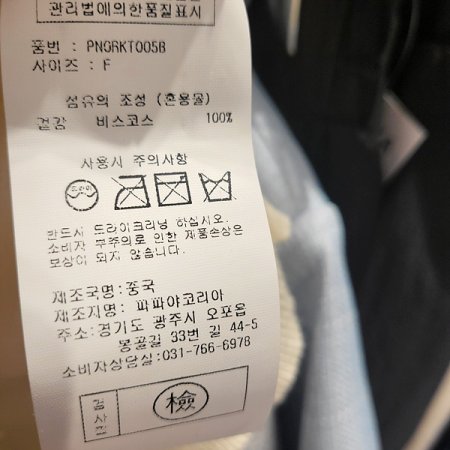 관리법에의한품질표시
품번 : PNORKT005B
사이즈 : F
섬유의 조성 (혼용율)
겉감 비스코스 100%
사용시 주의사항
반드시 드라이크리닝 하십시오.
소비자 부주의로 인한 제품손상은
보상이 되지 않습니다.
제조국명:중국
제조지명: 파파야코리아
주소:경기도 광주시 오포읍
봉골길 33번 길 44-5
소비자상담실:031-766-6978
검사필 檢